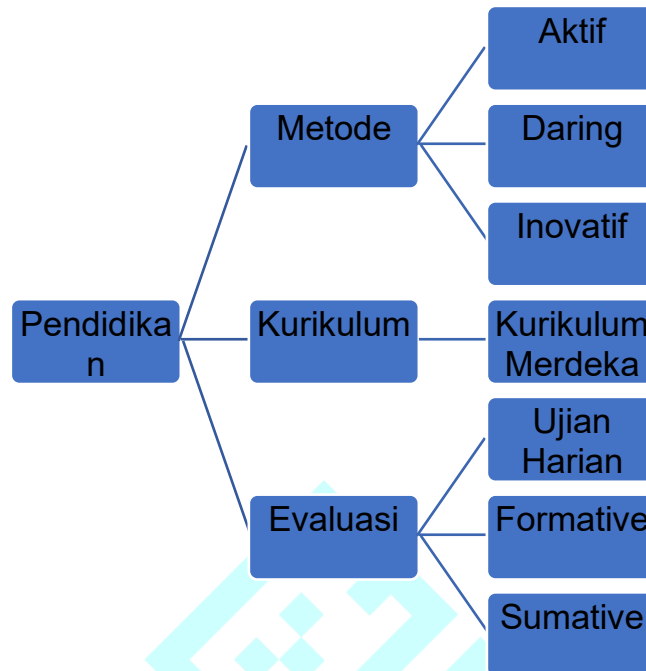 Aktif
Metode
Daring
Inovatif
Pendidika
n
Kurikulum
Kurikulum
Merdeka
Ujian
Harian
Evaluasi
Formative
Sumative